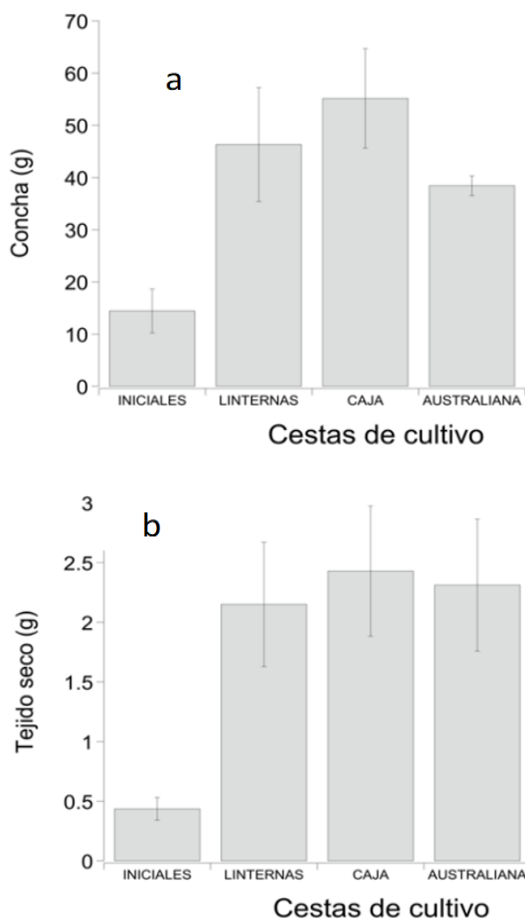 70
a
60
50
40
30
20
10
0
Concha (g)
INICIALES LINTERNAS CAJA AUSTRALIANA
Cestas de cultivo
3
b
2.5
2
1.5
1
0.5
0
Tejido seco (g)
INICIALES LINTERNAS CAJA AUSTRALIANA
Cestas de cultivo